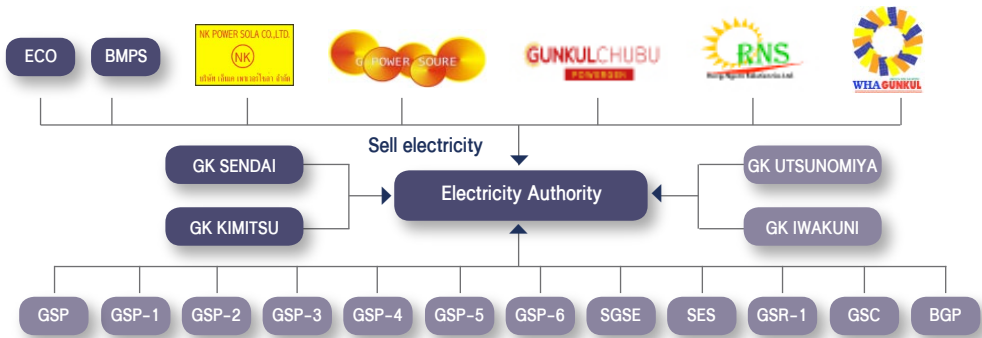 ECO
BMPS
NK POWER SOLA CO.,LTD.
NK
G. POWER SOURE
GUNKULCHUBU
POWERGEN
RNS
WHAGUNKUL
Sell electricity
GK SENDAI
GK UTSUNOMIYA
Electricity Authority
GK KIMITSU
GK IWAKUNI
GSP
GSP-1
GSP-2
GSP-3
GSP-4
GSP-5
GSP-6
SGSE
SES
GSR-1
GSC
BGP